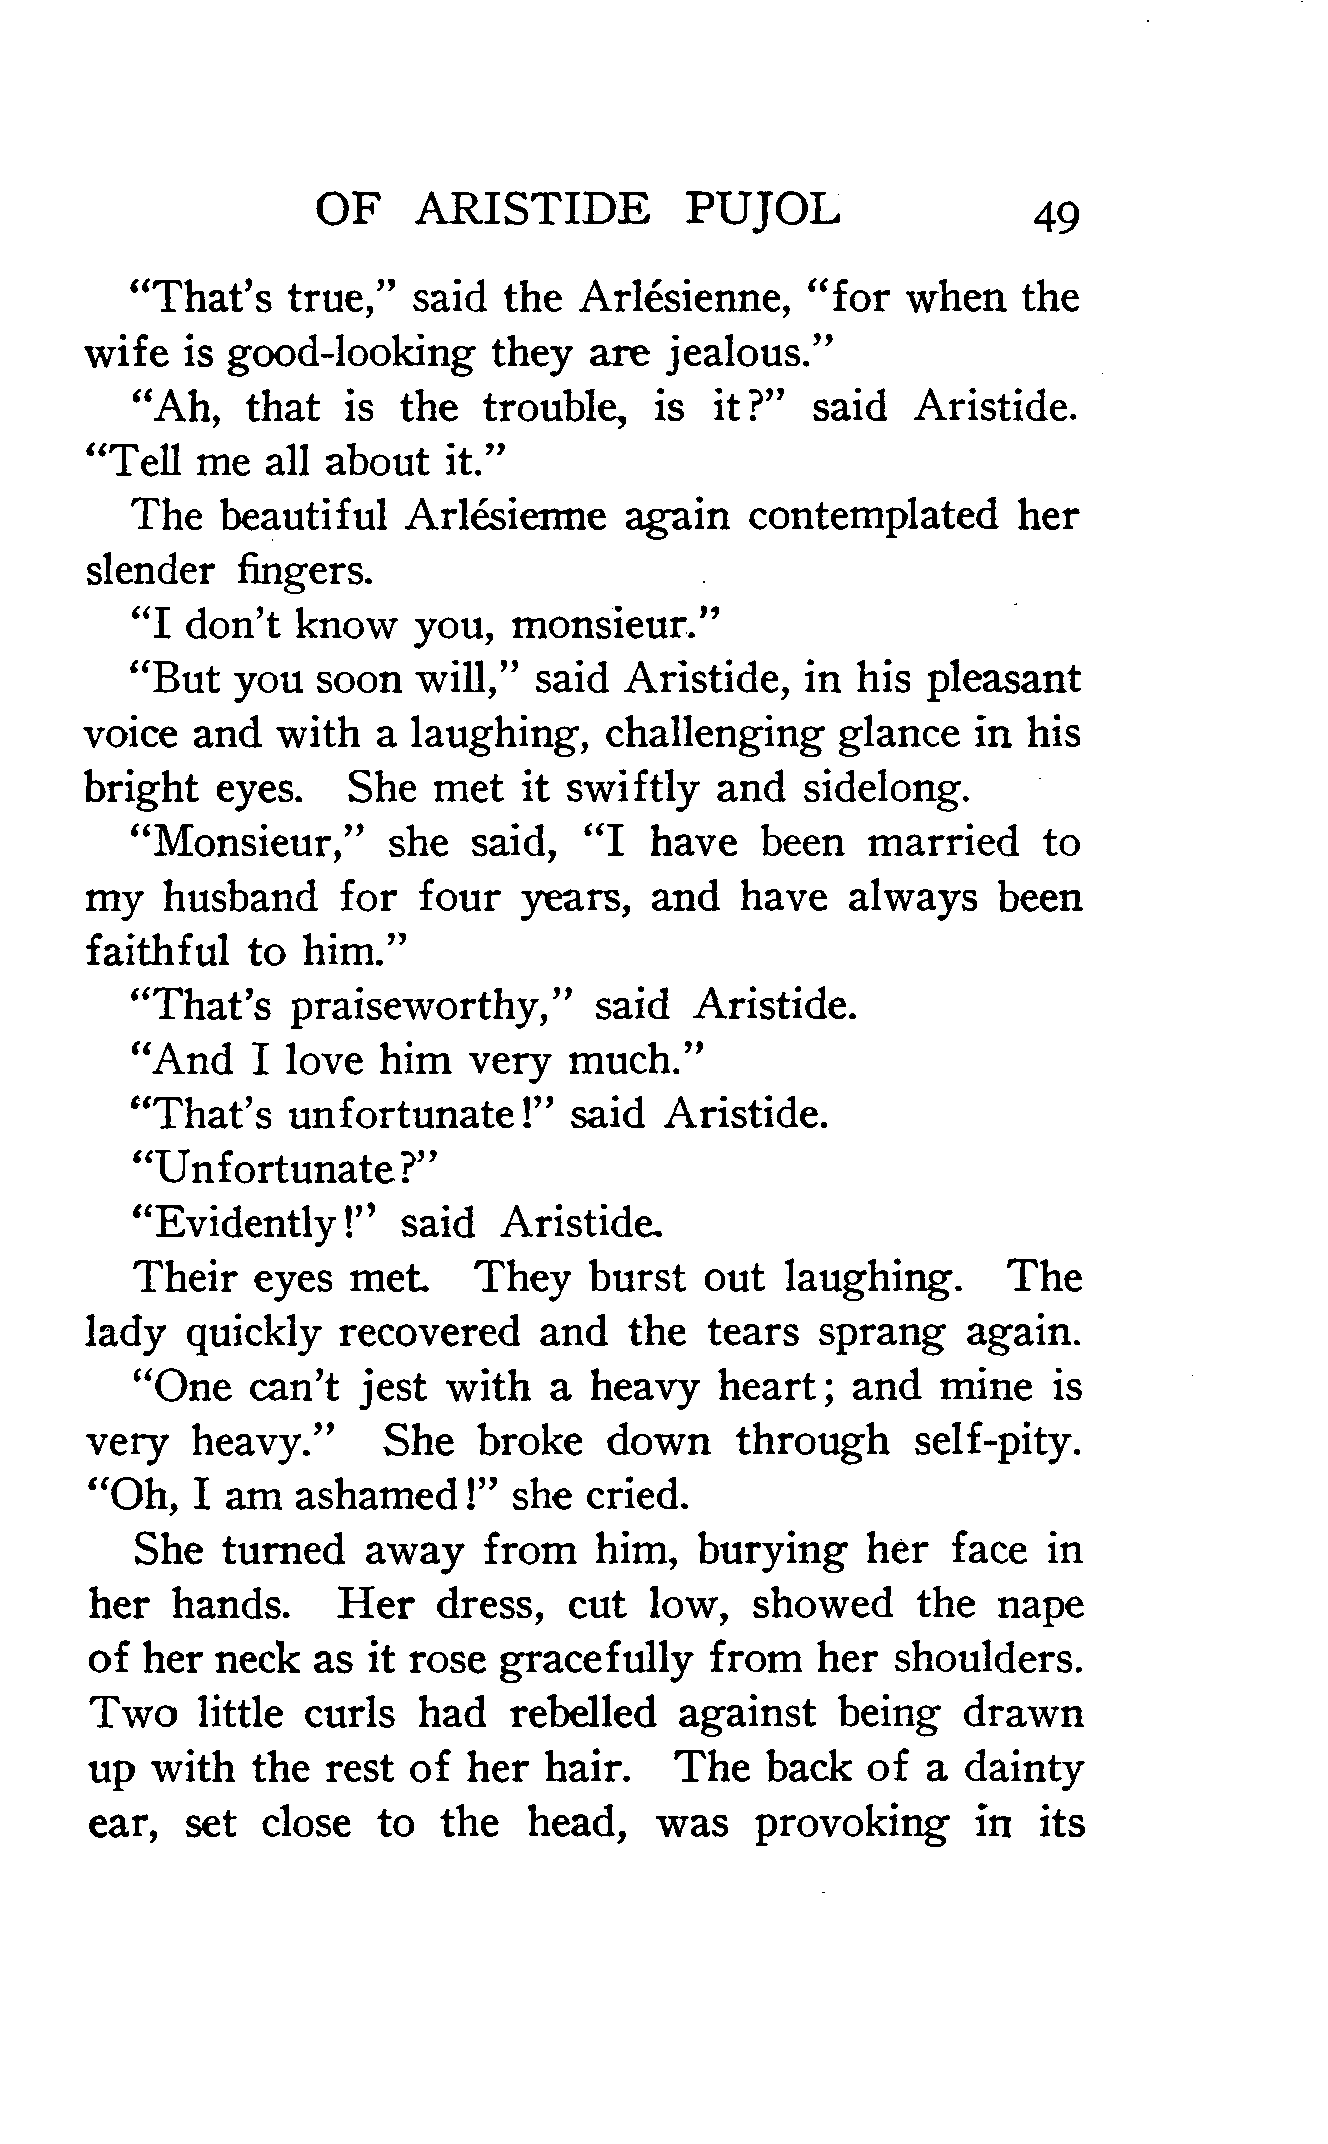 OF ARISTIDE PUJOL 49
“That’s true,” said the Arlésienne, “for when the
wife is good-looking they are jealous.”
“Ah, that is the trouble, is it?” said Aristide.
“Tell me all about it.”
The beautiful Arlésienne again contemplated her
slender fingers.
“I don’t know you, monsieur.”
“But you soon will,” said Aristide, in his pleasant
voice and with a laughing, challenging glance in his
bright eyes. She met it swiftly and sidelong.
“Monsieur,” she said, “I have been married to
my husband for four years, and have always been
faithful to him.”
“That’s praiseworthy,” said Aristide.
“And I love him very much.”
“That’s unfortunate!” said Aristide.
“Unfortunate?”
“Evidently!” said Aristide.
Their eyes met. They burst out laughing. The
lady quickly recovered and the tears sprang again.
“One can’t jest with a heavy heart; and mine is
very heavy.” She broke down through self-pity.
“Oh, I am ashamed!” she cried.
She turned away from him, burying her face in
her hands. Her dress, cut low, showed the nape
of her neck as it rose gracefully from her shoulders.
Two little curls had rebelled against being drawn
up with the rest of her hair. The back of a dainty
ear, set close to the head, was provoking in its